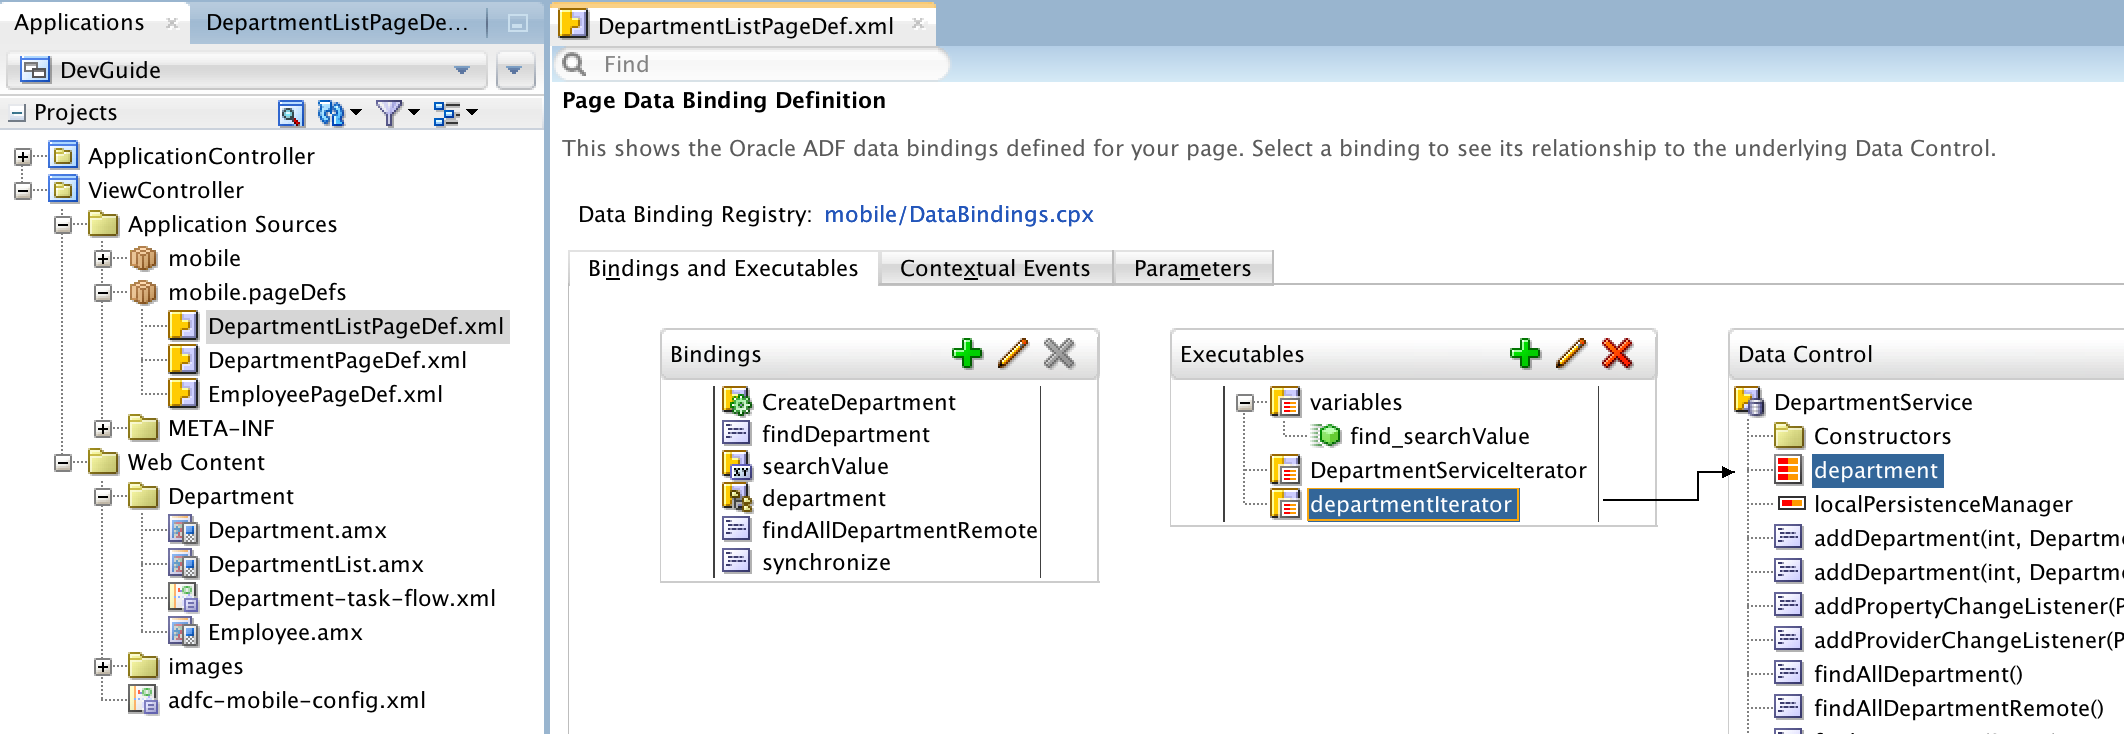 Applications
DepartmentListPageDe...
DevGuide
Projects
ApplicationController
ViewController
Application Sources
mobile
mobile.pageDefs
DepartmentListPageDef.xml
DepartmentPageDef.xml
EmployeePageDef.xml
META-INF
Web Content
Department
Department.amx
DepartmentList.amx
Department-task-flow.xml
Employee.amx
images
adfc-mobile-config.xml
DepartmentListPageDef.xml
Find
Page Data Binding Definition
This shows the Oracle ADF data bindings defined for your page. Select a binding to see its relationship to the underlying Data Control.
Data Binding Registry: mobile/DataBindings.cpx
Bindings and Executables
Contextual Events
Parameters
Bindings
CreateDepartment
findDepartment
searchValue
department
findAllDepartmentRemote
synchronize
Executables
variables
find_searchValue
DepartmentServiceIterator
departmentIterator
Data Control
DepartmentService
Constructors
department
localPersistenceManager
addDepartment(int, Departm
addDepartment(int, Departm
addPropertyChangeListener(P
addProviderChangeListener(P
findAllDepartment()
findAllDepartmentRemote()